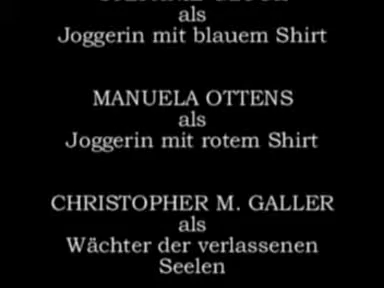 als
Joggerin mit blauem Shirt
MANUELA OTTENS
als
Joggerin mit rotem Shirt
CHRISTOPHER M. GALLER
als
Wächter der verlassenen
Seelen